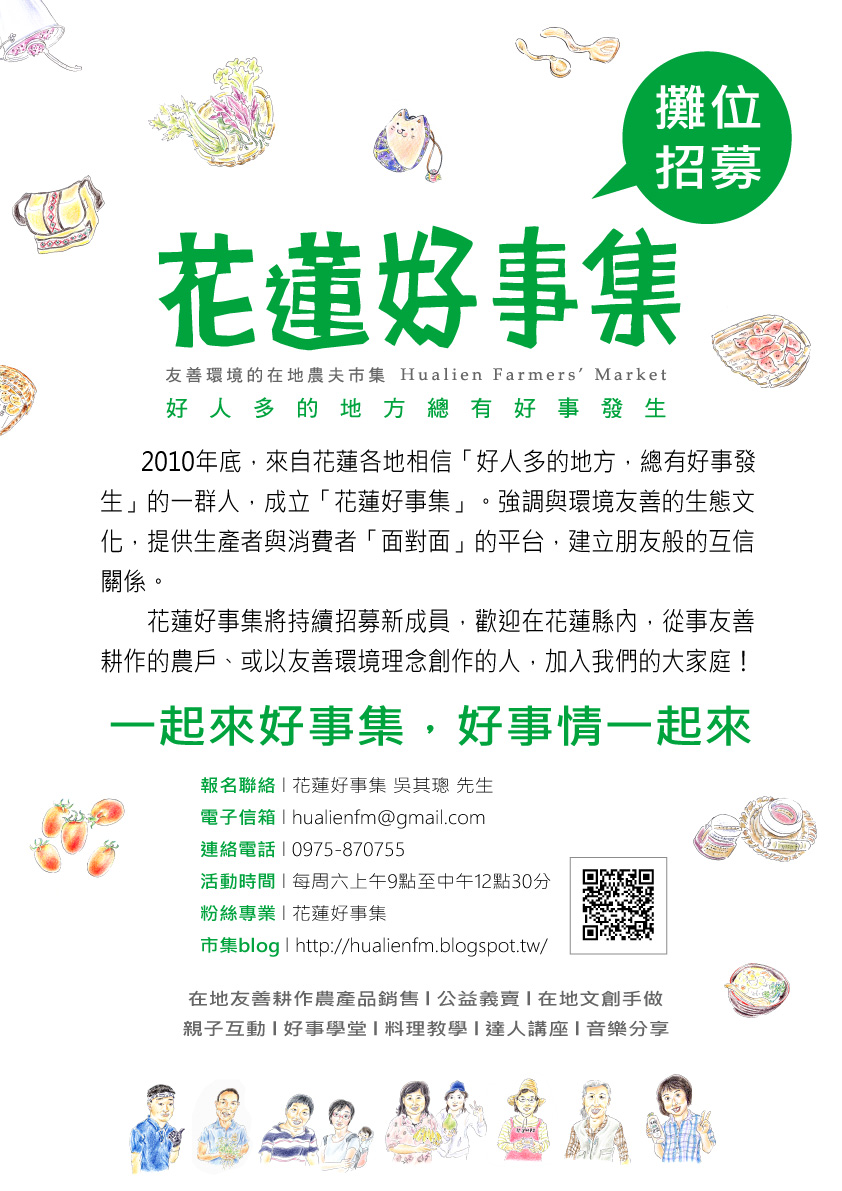 攤位
招募
花蓮好事集
友善環境的在地農夫市集 Hualien Farmers' Market
好人多的地方總有好事發生
2010年底，來自花蓮各地相信「好人多的地方，總有好事發
生」的一群人，成立「花蓮好事集」。強調與環境友善的生態文
化，提供生產者與消費者「面對面」的平台，建立朋友般的互信
關係。
花蓮好事集將持續招募新成員，歡迎在花蓮縣內，從事友善
耕作的農戶、或以友善環境理念創作的人，加入我們的大家庭！
一起來好事集，好事情一起來
報名聯絡 | 花蓮好事集 吳其璁 先生
電子信箱 | hualienfm@gmail.com
連絡電話 | 0975-870755
活動時間 | 每周六上午9點至中午12點30分
粉絲專業 | 花蓮好事集
市集blog | http://hualienfm.blogspot.tw/
在地友善耕作農產品銷售 | 公益義賣 | 在地文創手做
親子互動 | 好事學堂 | 料理教學 | 達人講座 | 音樂分享